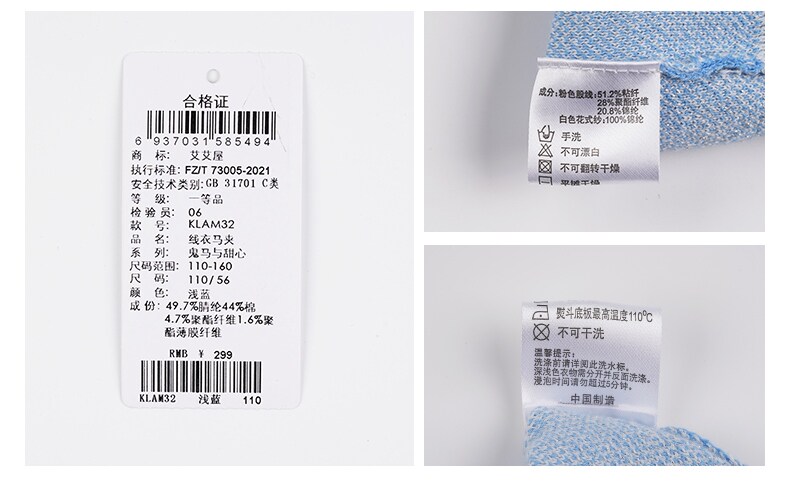 合格证
6 937031 585494
商 标: 艾艾屋
执行标准: FZ/T 73005-2021
安全技术类别: GB 31701 C类
等 级: 一等品
检 验 员: 06
款 号: KLAM32
品 名: 线衣马夹
系 列: 鬼马与甜心
尺码范围: 110-160
尺 码: 110/56
颜 色: 浅蓝
成 份: 49.7%腈纶44%棉
4.7%聚酯纤维1.6%聚
酯薄膜纤维
RMB ¥ 299
KLAM32 浅蓝 110
成分: 粉色股线:51.2%粘纤
28%聚酯纤维
20.8%锦纶
白色花式纱:100%锦纶
手洗
不可漂白
不可翻转干燥
平摊干燥
熨斗底板最高温度110℃
不可干洗
温馨提示:
洗涤前请详阅此洗水标。
深浅色衣物需分开并反面洗涤。
浸泡时间请勿超过5分钟。
中国制造